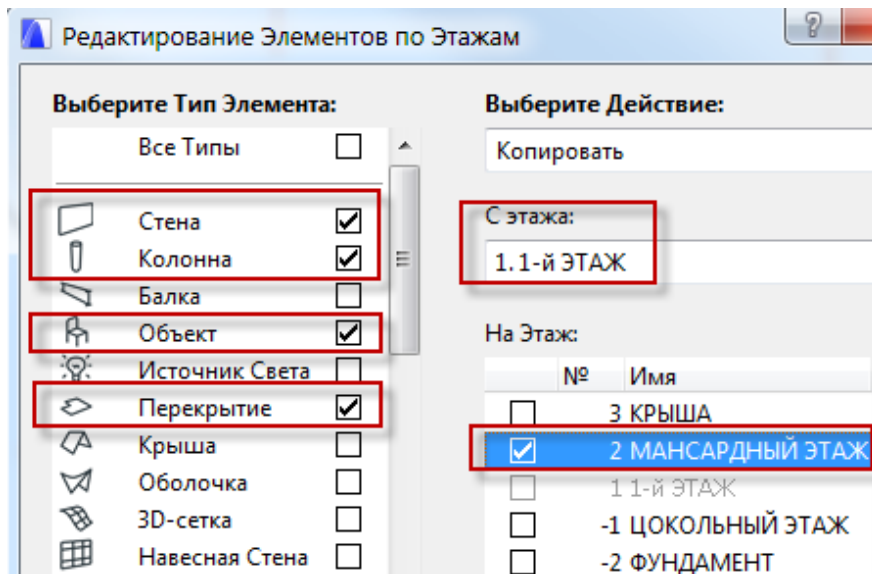 Редактирование Элементов по Этажам
?
Выберите Тип Элемента:
Все Типы
Стена
Колонна
Балка
Объект
Источник Света
Перекрытие
Крыша
Оболочка
3D-сетка
Навесная Стена
Выберите Действие:
Копировать
С этажа:
1. 1-й ЭТАЖ
На Этаж:
№ Имя
3 КРЫША
2 МАНСАРДНЫЙ ЭТАЖ
1 1-й ЭТАЖ
-1 ЦОКОЛЬНЫЙ ЭТАЖ
-2 ФУНДАМЕНТ